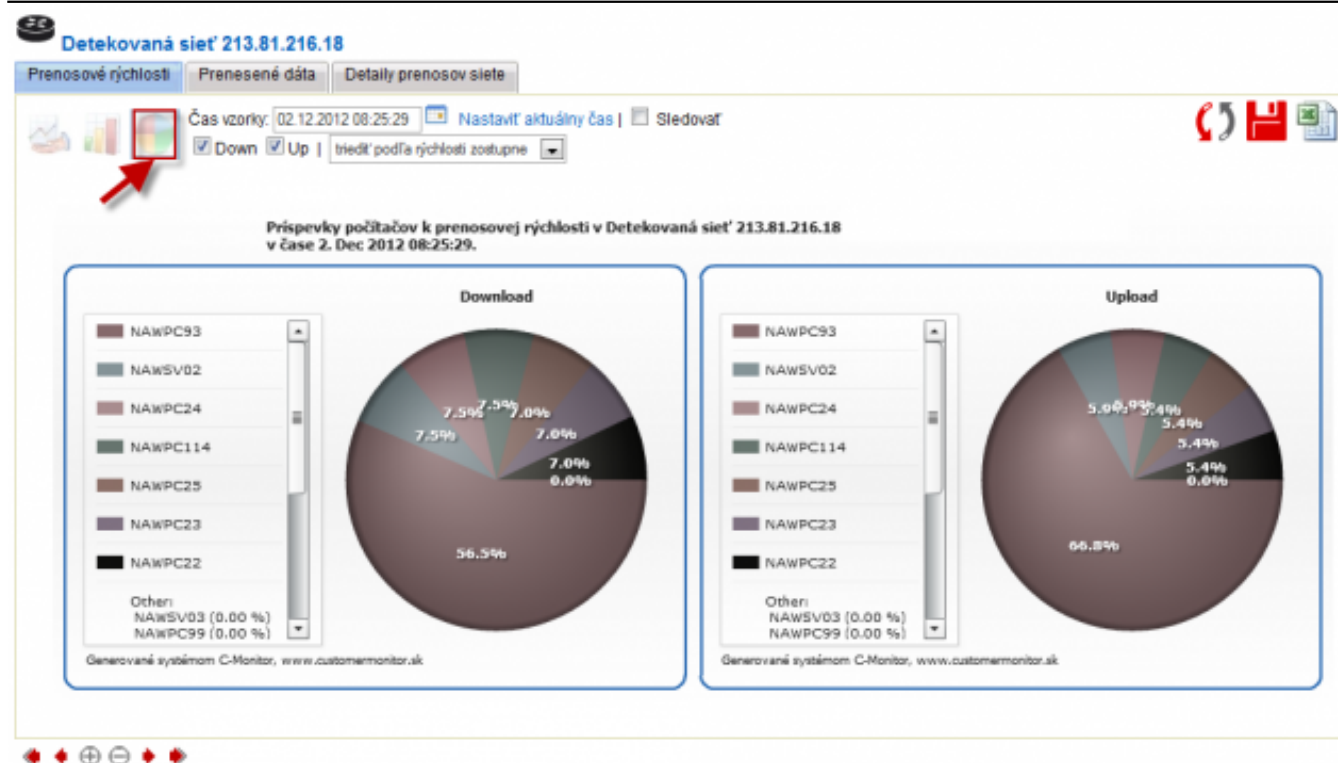 Detekovaná sieť 213.81.216.18
Prenosové rýchlosti Prenesené dáta Detaily prenosov siete
Čas vzorky: 02.12.2012 08:25:29 Nastaviť aktuálny čas | Sledovať
Down Up | triediť podľa rýchlosti zostupne
Príspevky počítačov k prenosovej rýchlosti v Detekovaná sieť 213.81.216.18
v čase 2. Dec 2012 08:25:29.
Download
NAWPC93
NAWSV02
NAWPC24
NAWPC114
NAWPC25
NAWPC23
NAWPC22
Other:
NAWSV03 (0.00 %)
NAWPC99 (0.00 %)
7.5% 7.5% 7.0%
7.5% 7.0%
7.0%
0.0%
56.5%
Generované systémom C-Monitor, www.customermonitor.sk
Upload
NAWPC93
NAWSV02
NAWPC24
NAWPC114
NAWPC25
NAWPC23
NAWPC22
Other:
NAWSV03 (0.00 %)
NAWPC99 (0.00 %)
5.4%
5.4%
5.4%
5.4%
0.0%
66.8%
Generované systémom C-Monitor, www.customermonitor.sk